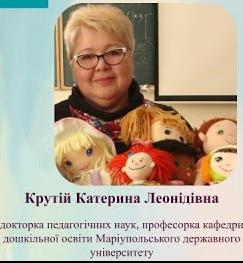 Крутій Катерина Леонідівна
докторка педагогічних наук, професорка кафедри
дошкільної освіти Маріупольського державного
університету